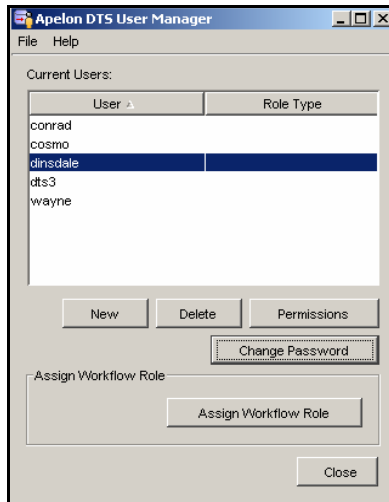 Apelon DTS User Manager
File Help
Current Users:
User Role Type
conrad
cosmo
dinsdale
dts3
wayne
New Delete Permissions
Change Password
Assign Workflow Role
Assign Workflow Role
Close